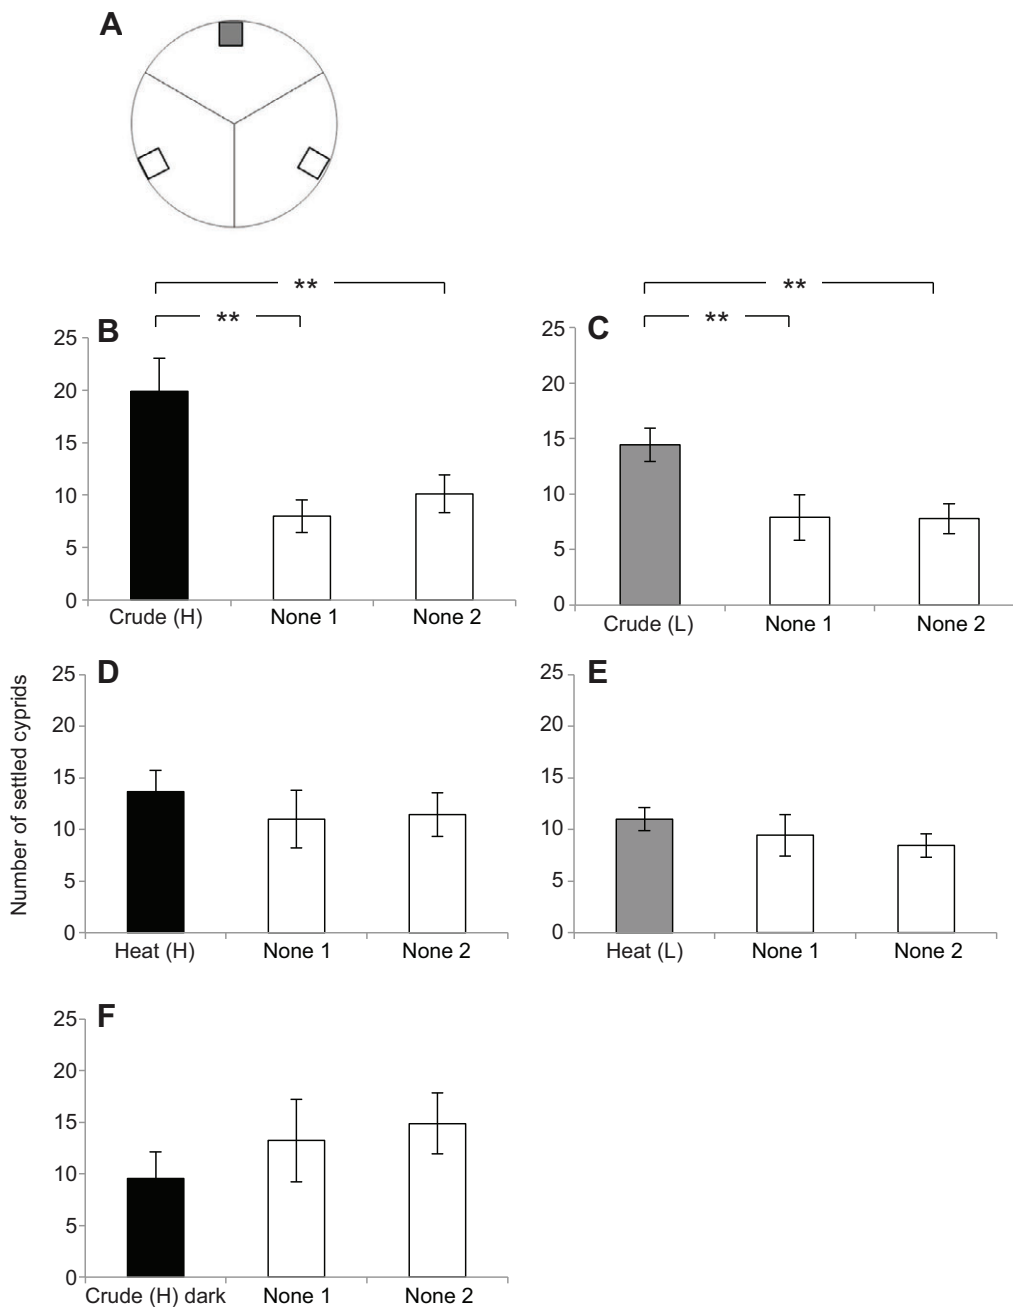 A
**
**
**
**
B
C
25
20
15
10
5
0
Crude (H)
None 1
None 2
25
20
15
10
5
0
Crude (L)
None 1
None 2
Number of settled cyprids
D
25
20
15
10
5
0
Heat (H)
None 1
None 2
E
25
20
15
10
5
0
Heat (L)
None 1
None 2
F
25
20
15
10
5
0
Crude (H) dark
None 1
None 2